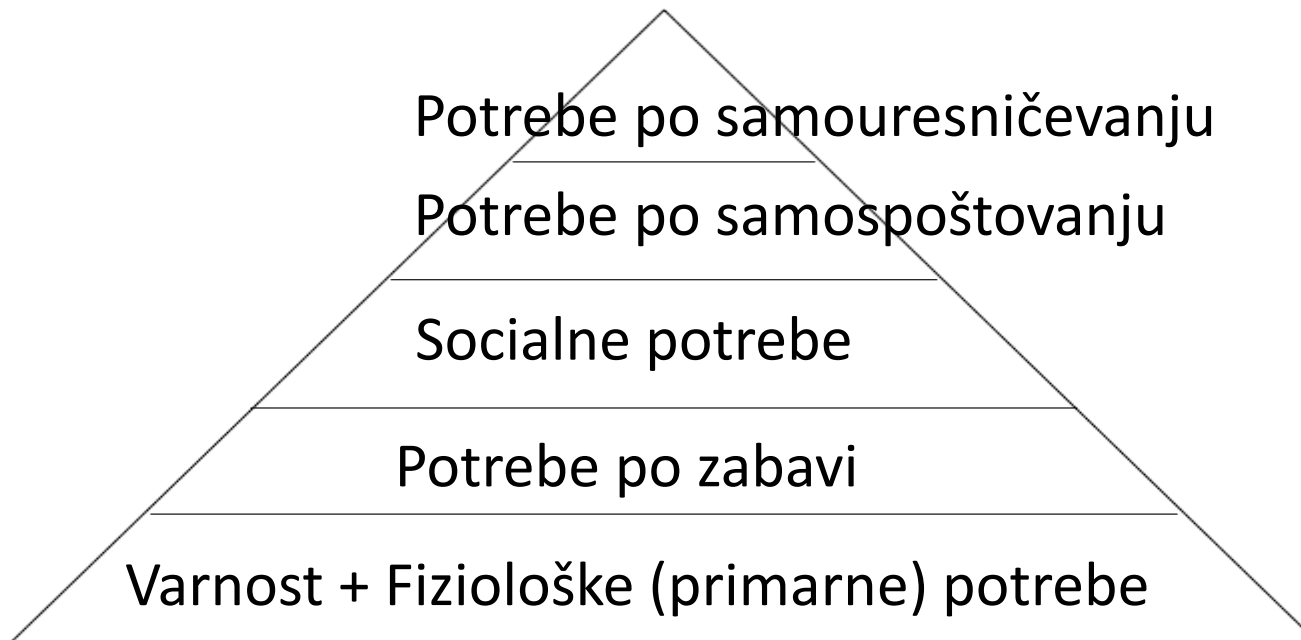 Potrebe po samouresničevanju
Potrebe po samospoštovanju
Socialne potrebe
Potrebe po zabavi
Varnost + Fiziološke (primarne) potrebe